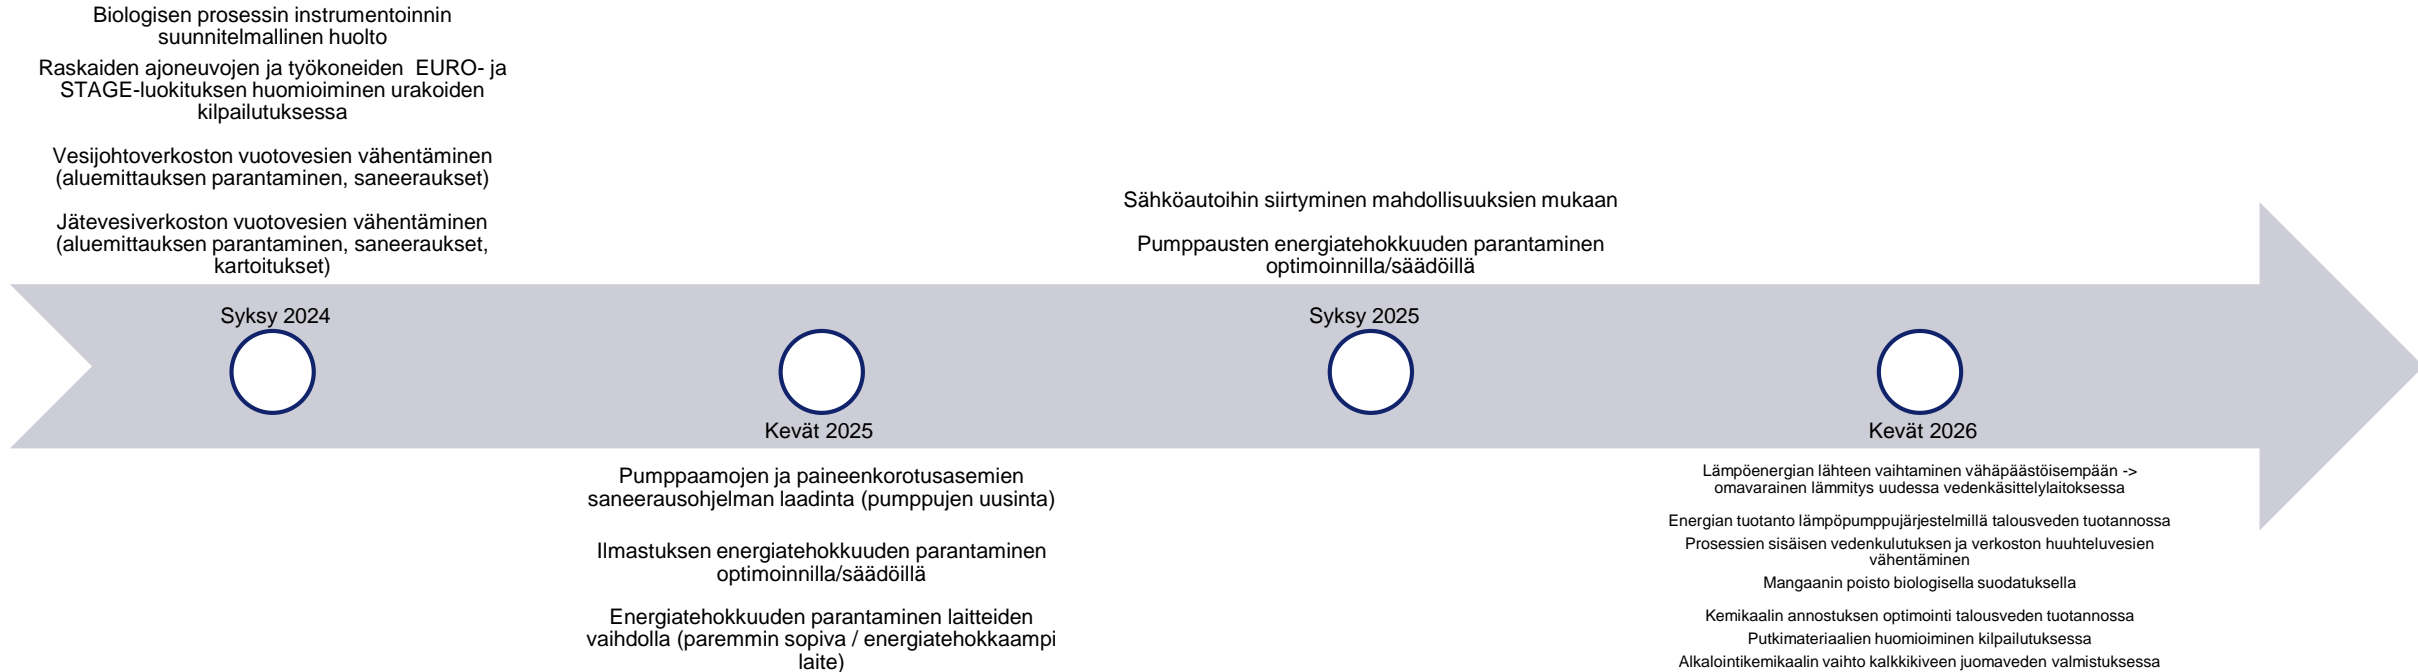 Biologisen prosessin instrumentoinnin
suunnitelmallinen huolto
Raskaiden ajoneuvojen ja työkoneiden  EURO- ja
STAGE-luokituksen huomioiminen urakoiden
kilpailutuksessa
Vesijohtoverkoston vuotovesien vähentäminen
(aluemittauksen parantaminen, saneeraukset)
Jätevesiverkoston vuotovesien vähentäminen
(aluemittauksen parantaminen, saneeraukset,
kartoitukset)
Syksy 2024
Kevät 2025
Pumppaamojen ja paineenkorotusasemien
saneerausohjelman laadinta (pumppujen uusinta)
Ilmastuksen energiatehokkuuden parantaminen
optimoinnilla/säädöillä
Energiatehokkuuden parantaminen laitteiden
vaihdolla (paremmin sopiva / energiatehokkaampi
laite)
Sähköautoihin siirtyminen mahdollisuuksien mukaan
Pumppausten energiatehokkuuden parantaminen
optimoinnilla/säädöillä
Syksy 2025
Kevät 2026
Lämpöenergian lähteen vaihtaminen vähäpäästöisempään ->
omavarainen lämmitys uudessa vedenkäsittelylaitoksessa
Energian tuotanto lämpöpumppujärjestelmillä talousveden tuotannossa
Prosessien sisäisen vedenkulutuksen ja verkoston huuhteluvesien
vähentäminen
Mangaanin poisto biologisella suodatuksella
Kemikaalin annostuksen optimointi talousveden tuotannossa
Putkimateriaalien huomioiminen kilpailutuksessa
Alkalointikemikaalin vaihto kalkkikiveen juomaveden valmistuksessa